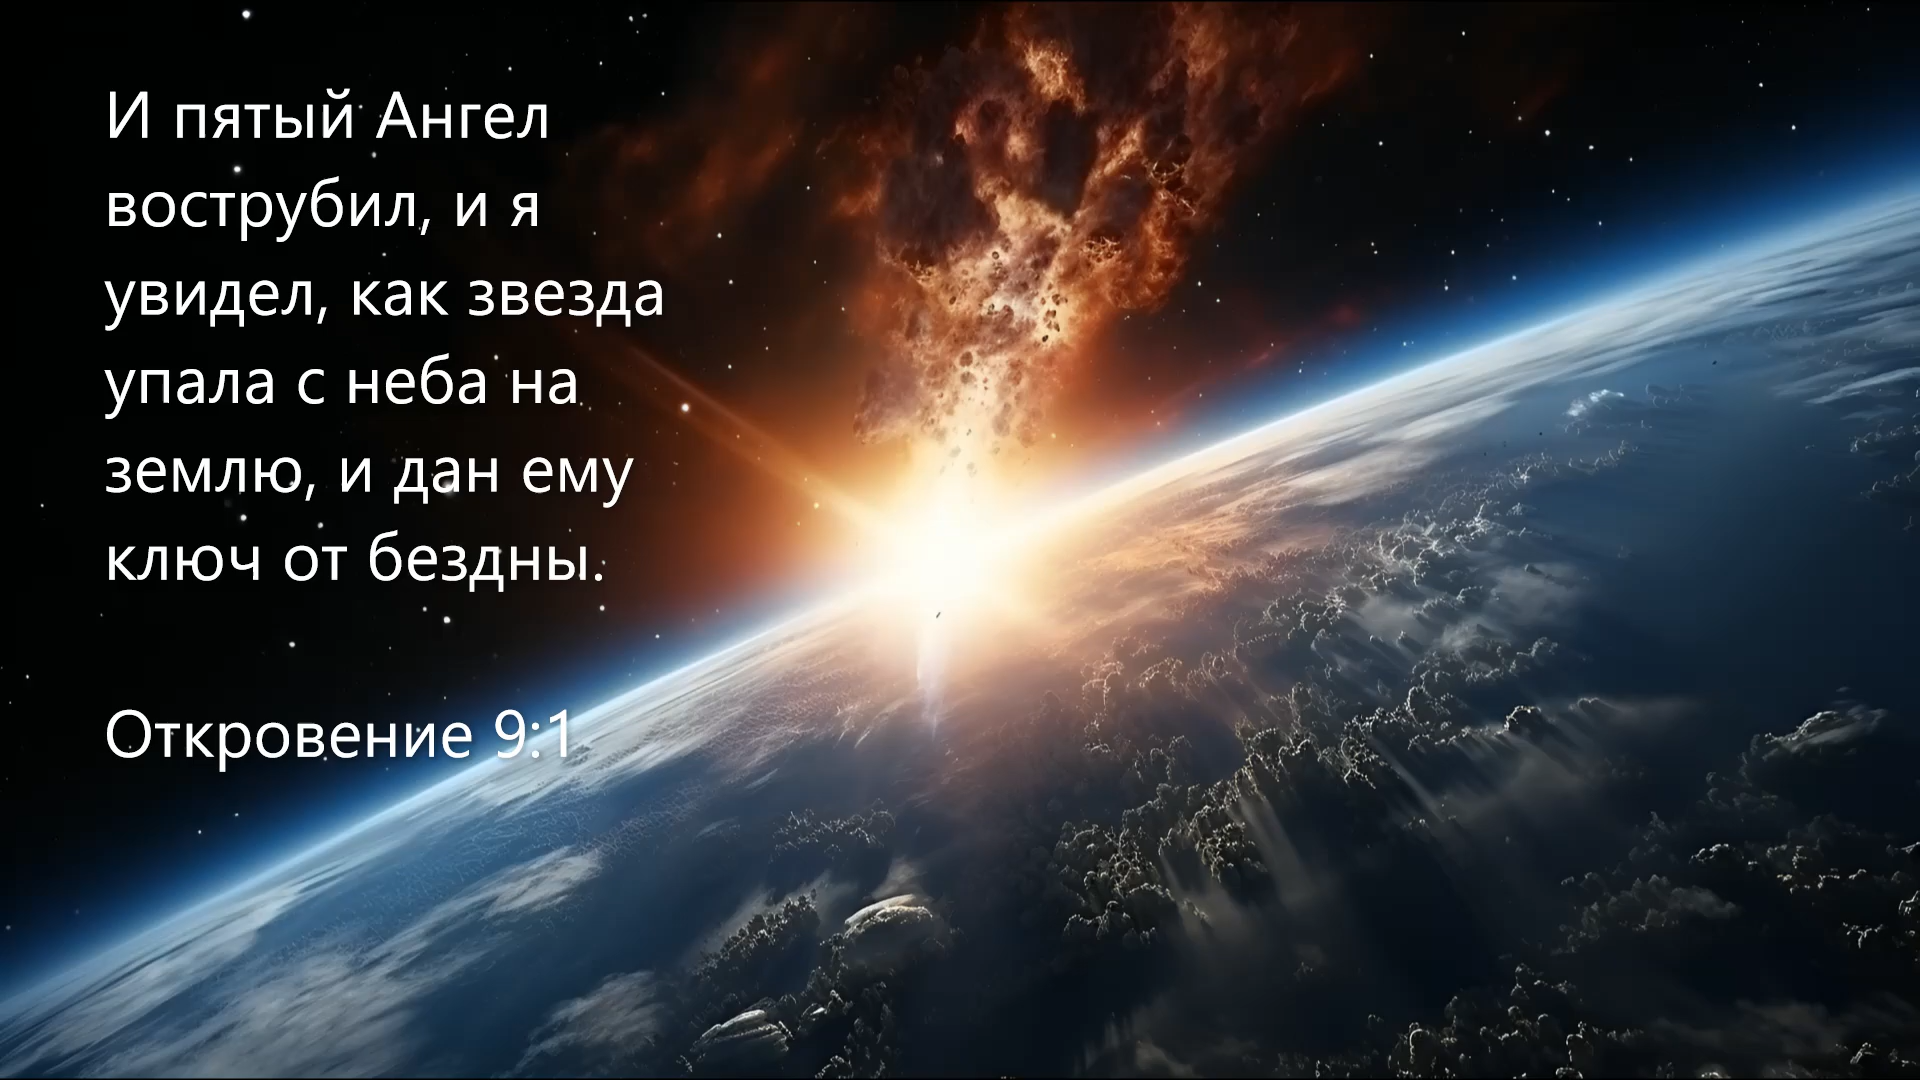 И пятый Ангел
вострубил, и я
увидел, как звезда
упала с неба на
землю, и дан ему
ключ от бездны.
Откровение 9:1